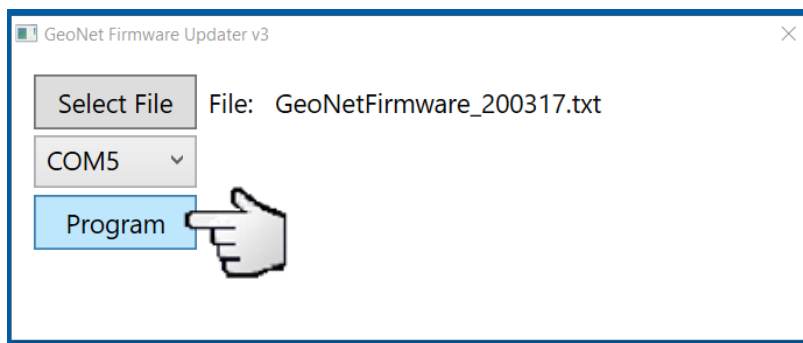 GeoNet Firmware Updater v3
Select File File: GeoNetFirmware_200317.txt
COM5
Program